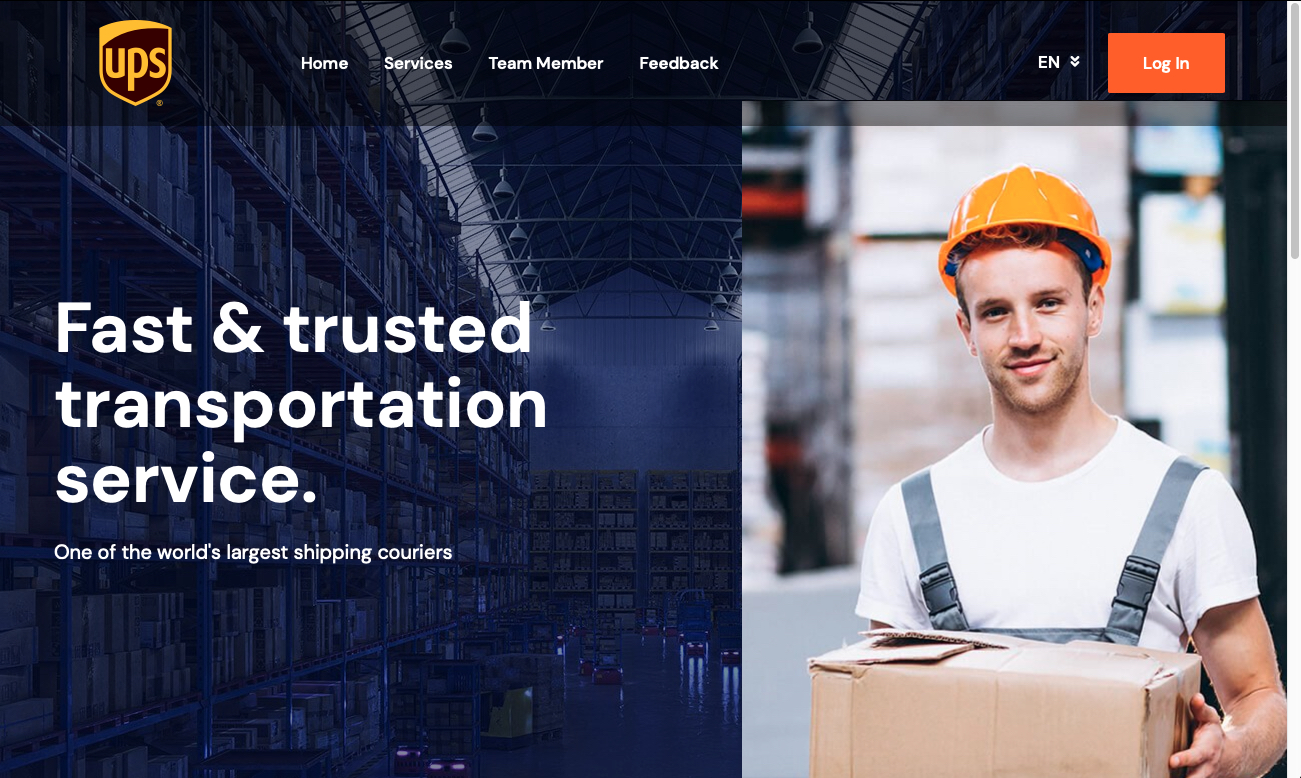 ups
®
Home Services Team Member Feedback
EN
Log In
Fast & trusted
transportation
service.
One of the world's largest shipping couriers